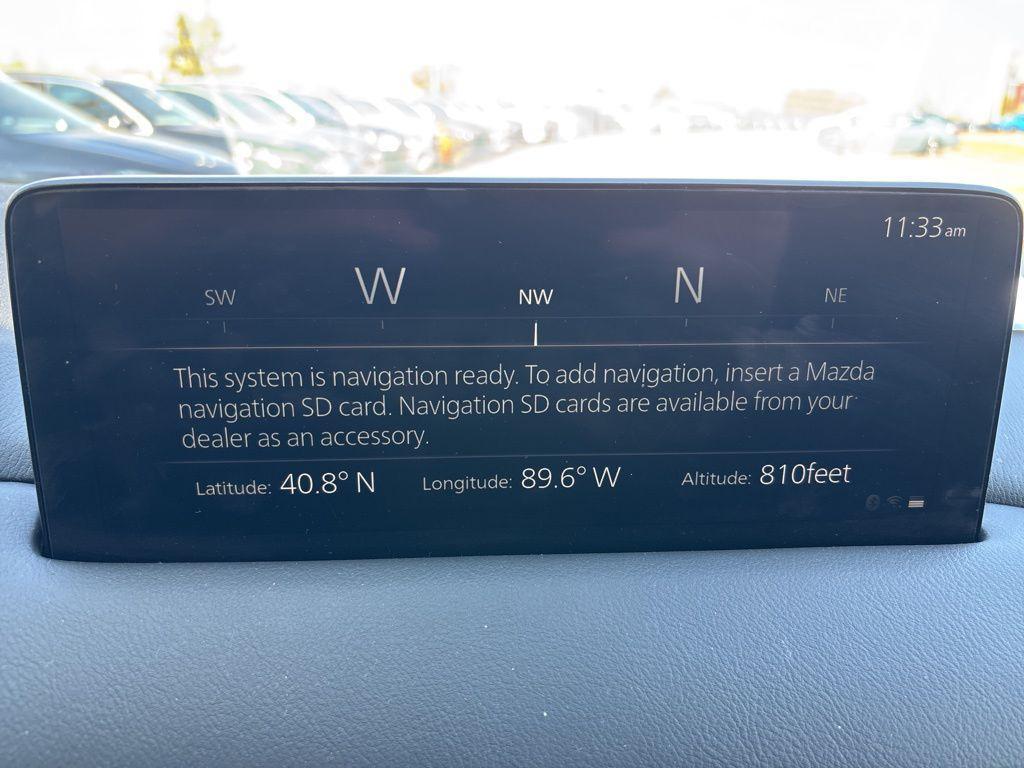 11:33am
SW W NW N NE
This system is navigation ready. To add navigation, insert a Mazda
navigation SD card. Navigation SD cards are available from your
dealer as an accessory.
Latitude: 40.8° N Longitude: 89.6° W Altitude: 810feet